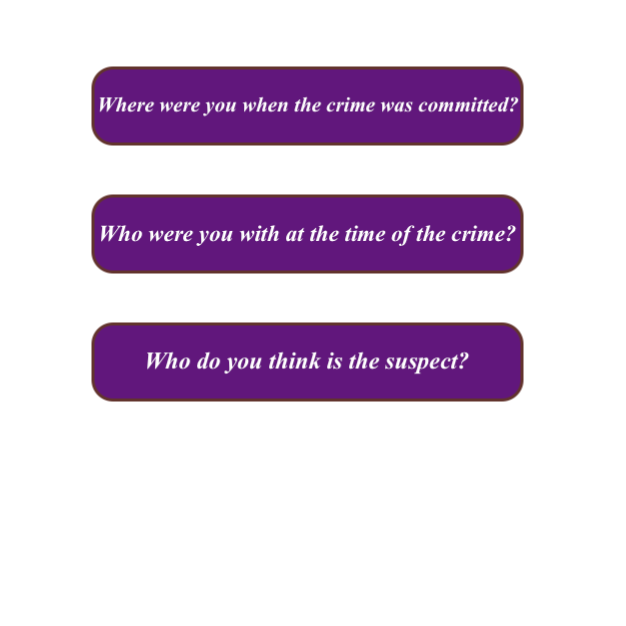 Where were you when the crime was committed?
Who were you with at the time of the crime?
Who do you think is the suspect?